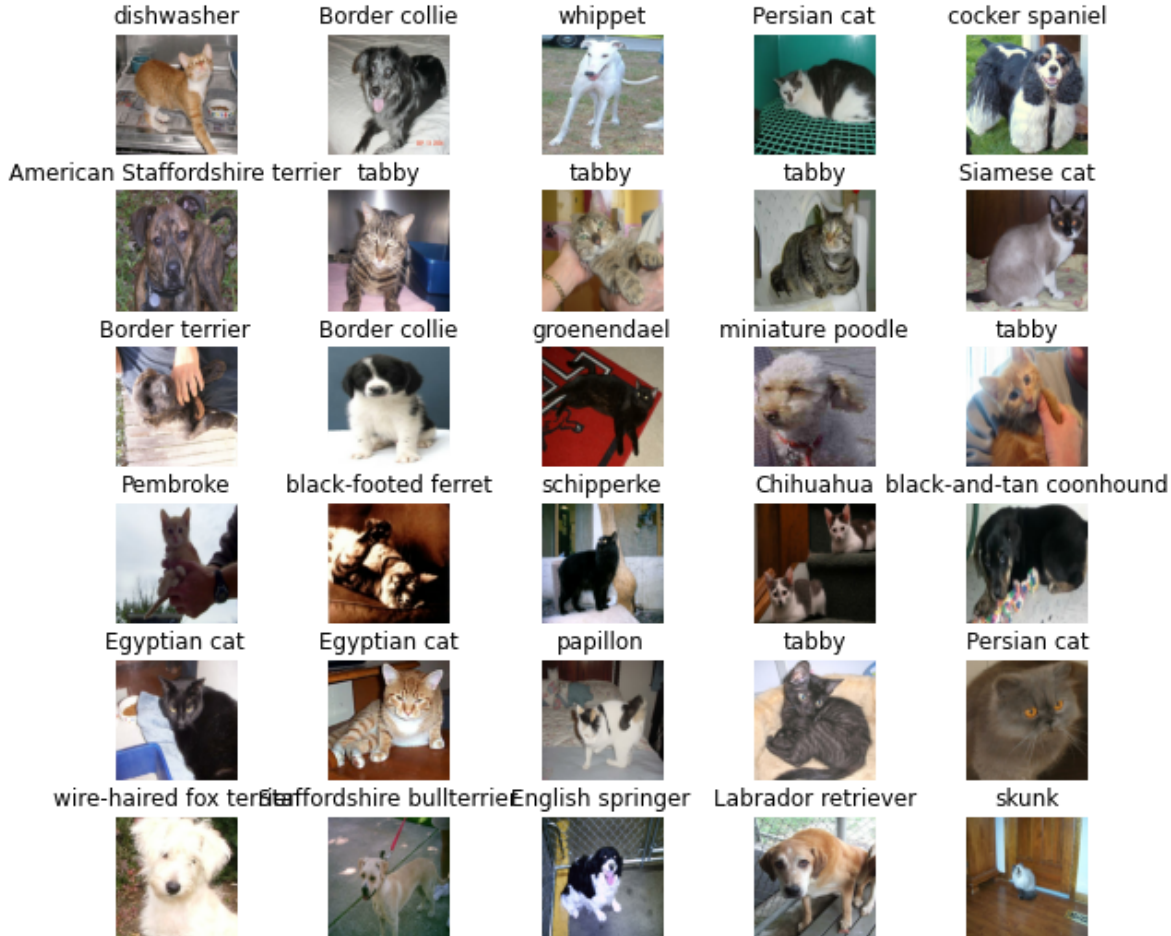 dishwasher
Border collie
whippet
Persian cat
cocker spaniel
American Staffordshire terrier
tabby
tabby
tabby
Siamese cat
Border terrier
Border collie
groenendael
miniature poodle
tabby
Pembroke
black-footed ferret
schipperke
Chihuahua
black-and-tan coonhound
Egyptian cat
Egyptian cat
papillon
tabby
Persian cat
wire-haired fox terrier
Staffordshire bullterrier
English springer
Labrador retriever
skunk